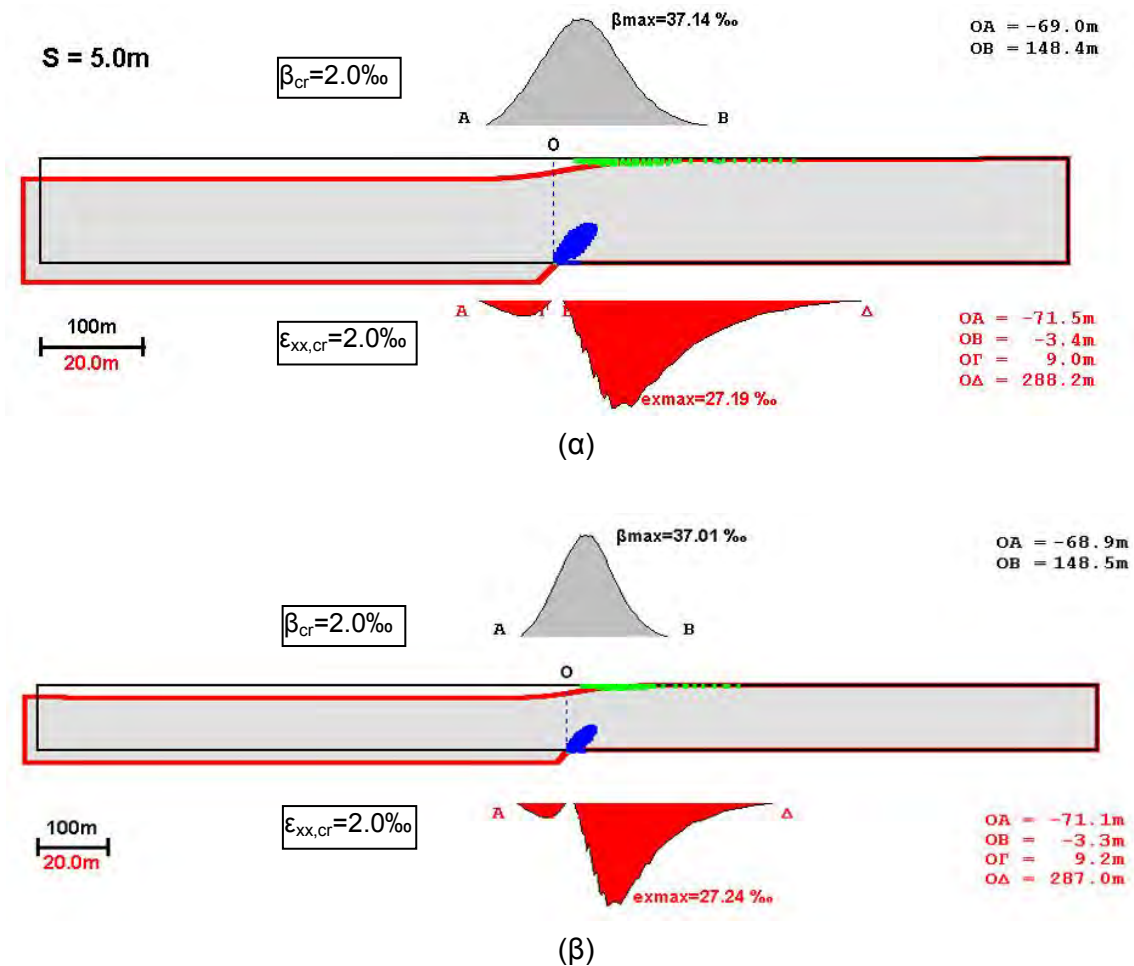 βmax=37.14 ‰
OA = -69.0m
OB = 148.4m
S = 5.0m
βcr=2.0‰
A
B
O
A
Δ
100m
20.0m
εxx,cr=2.0‰
exmax=27.19 ‰
OA = -71.5m
OB = -3.4m
OΓ = 9.0m
OΔ = 288.2m
(α)
βmax=37.01 ‰
OA = -68.9m
OB = 148.5m
βcr=2.0‰
A
B
O
A
Δ
100m
20.0m
εxx,cr=2.0‰
exmax=27.24 ‰
OA = -71.1m
OB = -3.3m
OΓ = 9.2m
OΔ = 287.0m
(β)